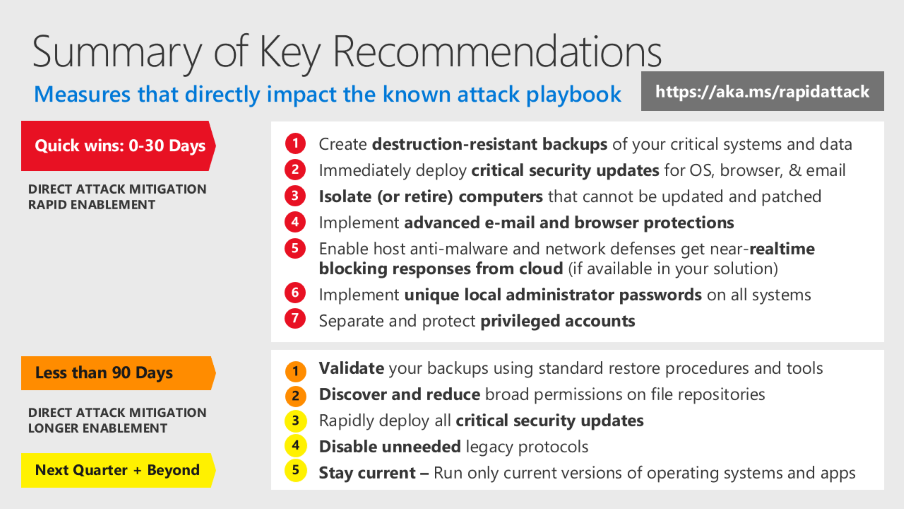 Summary of Key Recommendations
Measures that directly impact the known attack playbook
https://aka.ms/rapidattack
Quick wins: 0-30 Days
DIRECT ATTACK MITIGATION
RAPID ENABLEMENT
1 Create destruction-resistant backups of your critical systems and data
2 Immediately deploy critical security updates for OS, browser, & email
3 Isolate (or retire) computers that cannot be updated and patched
4 Implement advanced e-mail and browser protections
5 Enable host anti-malware and network defenses get near-realtime
blocking responses from cloud (if available in your solution)
6 Implement unique local administrator passwords on all systems
7 Separate and protect privileged accounts
Less than 90 Days
DIRECT ATTACK MITIGATION
LONGER ENABLEMENT
Next Quarter + Beyond
1 Validate your backups using standard restore procedures and tools
2 Discover and reduce broad permissions on file repositories
3 Rapidly deploy all critical security updates
4 Disable unneeded legacy protocols
5 Stay current – Run only current versions of operating systems and apps